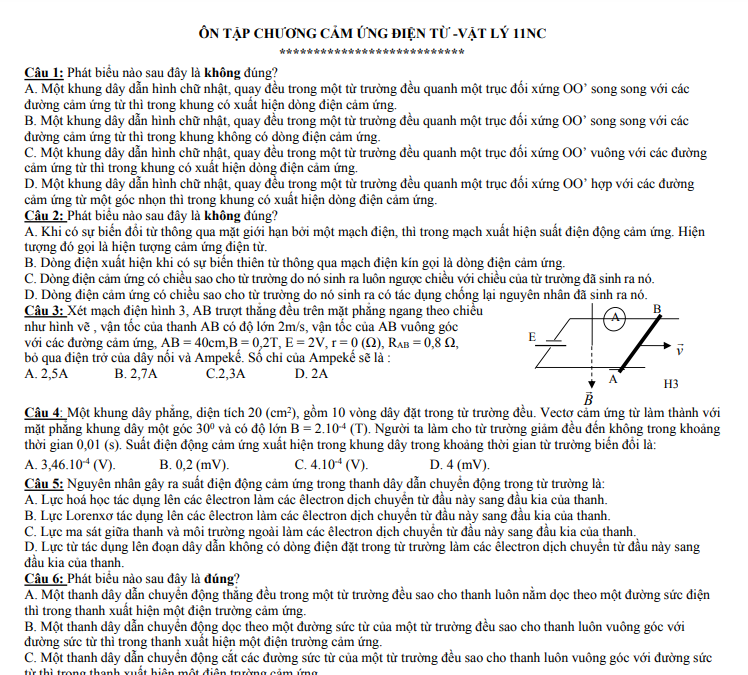 ÔN TẬP CHƯƠNG CẢM ỨNG ĐIỆN TỪ -VẬT LÝ 11NC
***************************
Câu 1: Phát biểu nào sau đây là không đúng?
A. Một khung dây dẫn hình chữ nhật, quay đều trong một từ trường đều quanh một trục đối xứng OO’ song song với các
đường cảm ứng từ thì trong khung có xuất hiện dòng điện cảm ứng.
B. Một khung dây dẫn hình chữ nhật, quay đều trong một từ trường đều quanh một trục đối xứng OO’ song song với các
đường cảm ứng từ thì trong khung không có dòng điện cảm ứng.
C. Một khung dây dẫn hình chữ nhật, quay đều trong một từ trường đều quanh một trục đối xứng OO’ vuông với các đường
cảm ứng từ thì trong khung có xuất hiện dòng điện cảm ứng.
D. Một khung dây dẫn hình chữ nhật, quay đều trong một từ trường đều quanh một trục đối xứng OO’ hợp với các đường
cảm ứng từ một góc nhọn thì trong khung có xuất hiện dòng điện cảm ứng.
Câu 2: Phát biểu nào sau đây là không đúng?
A. Khi có sự biến đổi từ thông qua mặt giới hạn bởi một mạch điện, thì trong mạch xuất hiện suất điện động cảm ứng. Hiện
tượng đó gọi là hiện tượng cảm ứng điện từ.
B. Dòng điện xuất hiện khi có sự biến thiên từ thông qua mạch điện kín gọi là dòng điện cảm ứng.
C. Dòng điện cảm ứng có chiều sao cho từ trường do nó sinh ra luôn ngược chiều với chiều của từ trường đã sinh ra nó.
D. Dòng điện cảm ứng có chiều sao cho từ trường do nó sinh ra có tác dụng chống lại nguyên nhân đã sinh ra nó.
Câu 3: Xét mạch điện hình 3, AB trượt thẳng đều trên mặt phẳng ngang theo chiều
như hình vẽ , vận tốc của thanh AB có độ lớn 2m/s, vận tốc của AB vuông góc
với các đường cảm ứng, AB = 40cm,B = 0,2T, E = 2V, r = 0 (Ω), R_AB = 0,8 Ω,
bỏ qua điện trở của dây nối và Ampekế. Số chỉ của Ampekế sẽ là :
A. 2,5A B. 2,7A C.2,3A D. 2A
B
A
E
v⃗
A
H3
B⃗
Câu 4: Một khung dây phẳng, diện tích 20 (cm²), gồm 10 vòng dây đặt trong từ trường đều. Vectơ cảm ứng từ làm thành với
mặt phẳng khung dây một góc 30⁰ và có độ lớn B = 2.10⁻⁴ (T). Người ta làm cho từ trường giảm đều đến không trong khoảng
thời gian 0,01 (s). Suất điện động cảm ứng xuất hiện trong khung dây trong khoảng thời gian từ trường biến đổi là:
A. 3,46.10⁻⁴ (V). B. 0,2 (mV). C. 4.10⁻⁴ (V). D. 4 (mV).
Câu 5: Nguyên nhân gây ra suất điện động cảm ứng trong thanh dây dẫn chuyển động trong từ trường là:
A. Lực hoá học tác dụng lên các êlectron làm các êlectron dịch chuyển từ đầu này sang đầu kia của thanh.
B. Lực Lorenxơ tác dụng lên các êlectron làm các êlectron dịch chuyển từ đầu này sang đầu kia của thanh.
C. Lực ma sát giữa thanh và môi trường ngoài làm các êlectron dịch chuyển từ đầu này sang đầu kia của thanh.
D. Lực từ tác dụng lên đoạn dây dẫn không có dòng điện đặt trong từ trường làm các êlectron dịch chuyển từ đầu này sang
đầu kia của thanh.
Câu 6: Phát biểu nào sau đây là đúng?
A. Một thanh dây dẫn chuyển động thẳng đều trong một từ trường đều sao cho thanh luôn nằm dọc theo một đường sức điện
thì trong thanh xuất hiện một điện trường cảm ứng.
B. Một thanh dây dẫn chuyển động dọc theo một đường sức từ của một từ trường đều sao cho thanh luôn vuông góc với
đường sức từ thì trong thanh xuất hiện một điện trường cảm ứng.
C. Một thanh dây dẫn chuyển động cắt các đường sức từ của một từ trường đều sao cho thanh luôn vuông góc với đường sức
từ thì trong thanh xuất hiện một điện trường cảm ứng